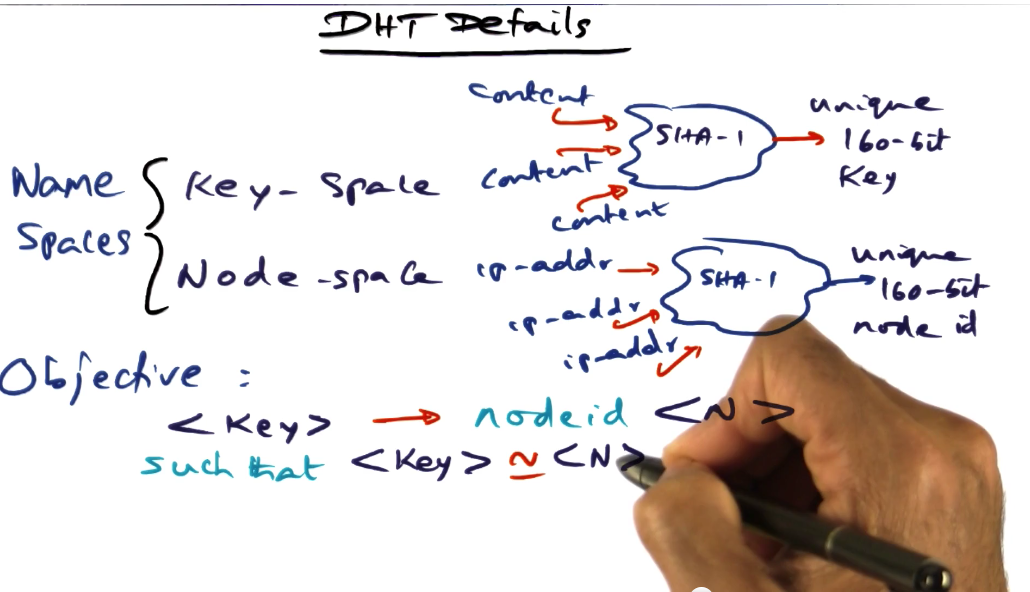 DHT Details
content
content
content
SHA-1
unique
160-bit
Key
Name
Spaces
Key-Space
Node-space
ip-addr
ip-addr
ip-addr
SHA-1
unique
160-bit
node id
Objective :
<Key> → nodeid <N>
such that <Key> ≃ <N>